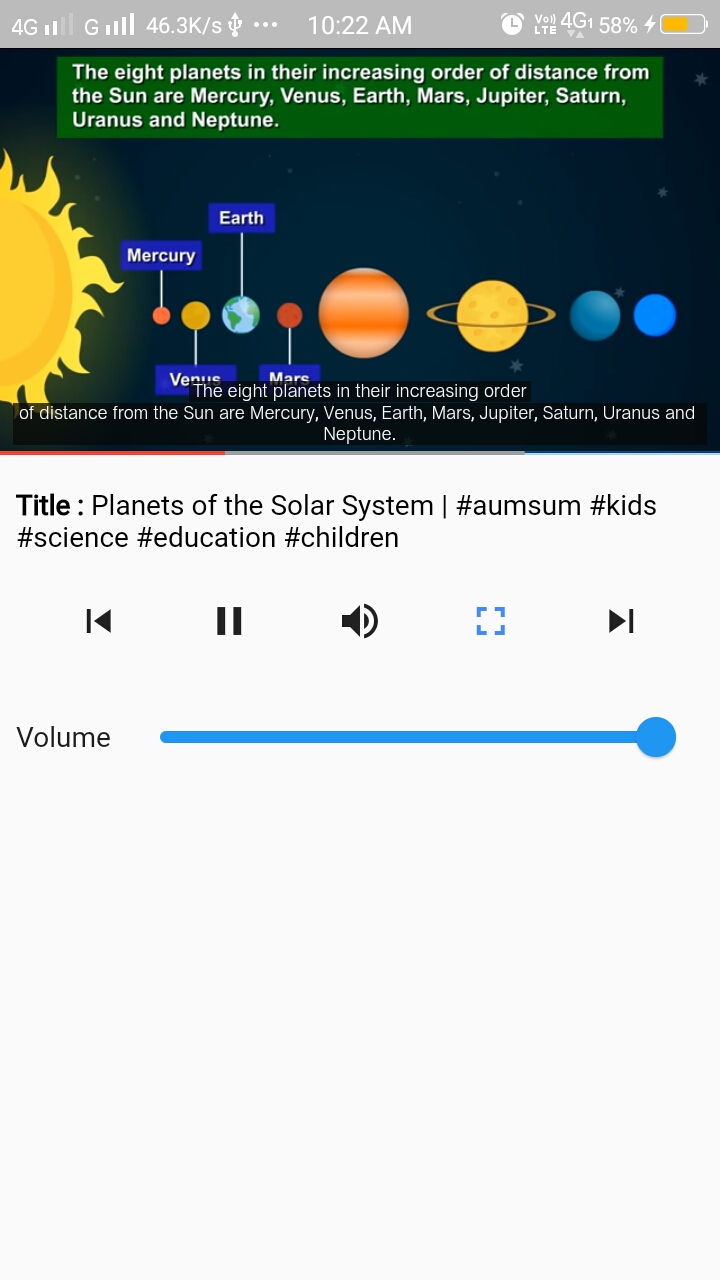 4G G 46.3K/s ... 10:22 AM Vo)) LTE 4G1 58%
The eight planets in their increasing order of distance from
the Sun are Mercury, Venus, Earth, Mars, Jupiter, Saturn,
Uranus and Neptune.
Earth
Mercury
Venus Mars
The eight planets in their increasing order
of distance from the Sun are Mercury, Venus, Earth, Mars, Jupiter, Saturn, Uranus and
Neptune.
Title : Planets of the Solar System | #aumsum #kids
#science #education #children
Volume